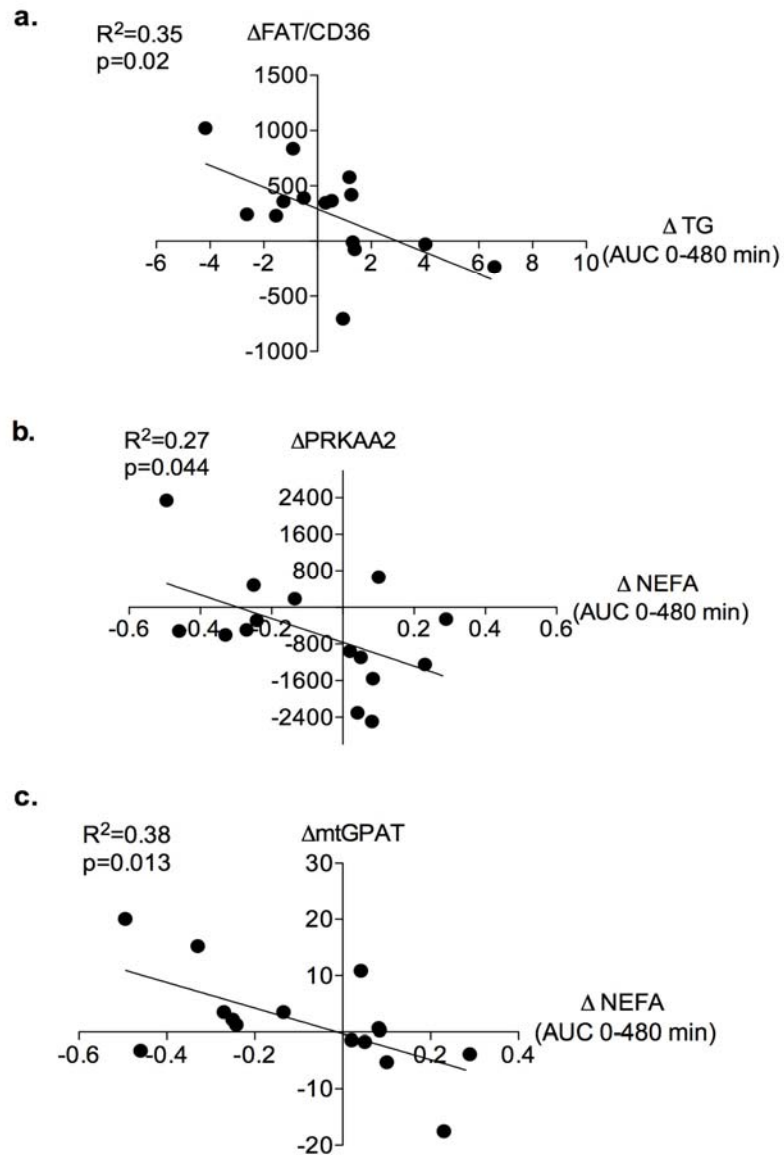 a.
R²=0.35
p=0.02
ΔFAT/CD36
1500
1000
500
-500
-1000
-6 -4 -2 0 2 4 6 8 10
Δ TG
(AUC 0-480 min)
b.
R²=0.27
p=0.044
ΔPRKAA2
2400
1600
800
-800
-1600
-2400
-0.6 -0.4 -0.2 0.2 0.4 0.6
Δ NEFA
(AUC 0-480 min)
c.
R²=0.38
p=0.013
ΔmtGPAT
30
20
10
-10
-20
-0.6 -0.4 -0.2 0.0 0.2 0.4
Δ NEFA
(AUC 0-480 min)